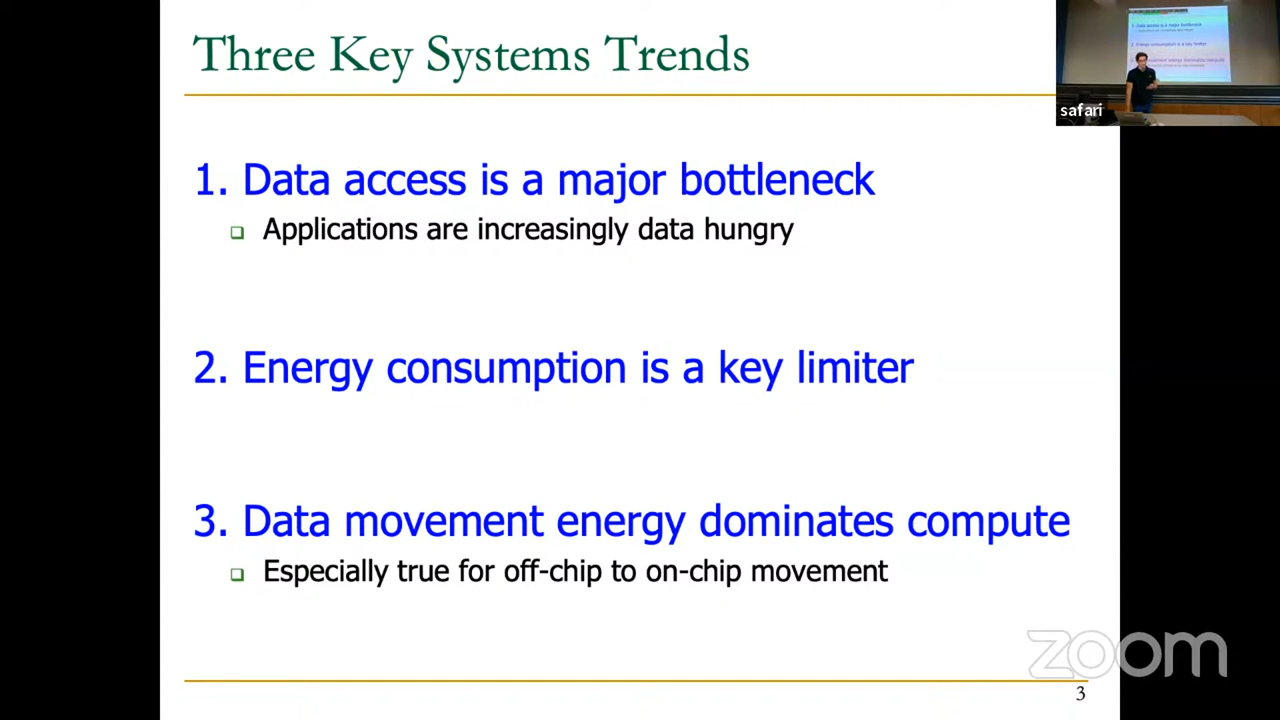 Three Key Systems Trends
safari
1. Data access is a major bottleneck
Applications are increasingly data hungry
2. Energy consumption is a key limiter
3. Data movement energy dominates compute
Especially true for off-chip to on-chip movement
zoom
3